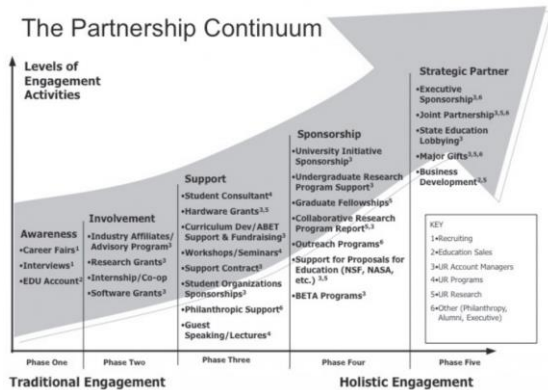 The Partnership Continuum
Levels of
Engagement
Activities
Awareness
•Career Fairs¹
•Interviews¹
•EDU Account²
Involvement
•Industry Affiliates/
Advisory Program³
•Research Grants³
•Internship/Co-op
•Software Grants³
Support
•Student Consultant⁴
•Hardware Grants³,⁵
•Curriculum Dev/ABET
Support & Fundraising³
•Workshops/Seminars⁴
•Support Contract²
•Student Organizations
Sponsorships³
•Philanthropic Support⁶
•Guest
Speaking/Lectures⁴
Sponsorship
•University Initiative
Sponsorship³
•Undergraduate Research
Program Support³
•Graduate Fellowships⁵
•Collaborative Research
Program Report⁵,³
•Outreach Programs⁶
•Support for Proposals for
Education (NSF, NASA,
etc.) ³,⁵
•BETA Programs³
Strategic Partner
•Executive
Sponsorship³,⁶
•Joint Partnership³,⁵,⁶
•State Education
Lobbying³
•Major Gifts³,⁵,⁶
•Business
Development²,⁵
KEY
1•Recruiting
2•Education Sales
3•UR Account Managers
4•UR Programs
5•UR Research
6•Other (Philanthropy,
Alumni, Executive)
Phase One
Phase Two
Phase Three
Phase Four
Phase Five
Traditional Engagement
Holistic Engagement